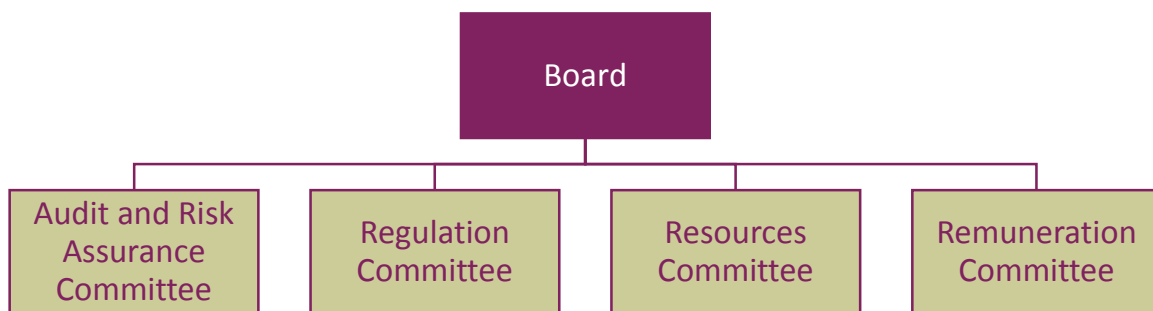 Board
Audit and Risk
Assurance
Committee
Regulation
Committee
Resources
Committee
Remuneration
Committee